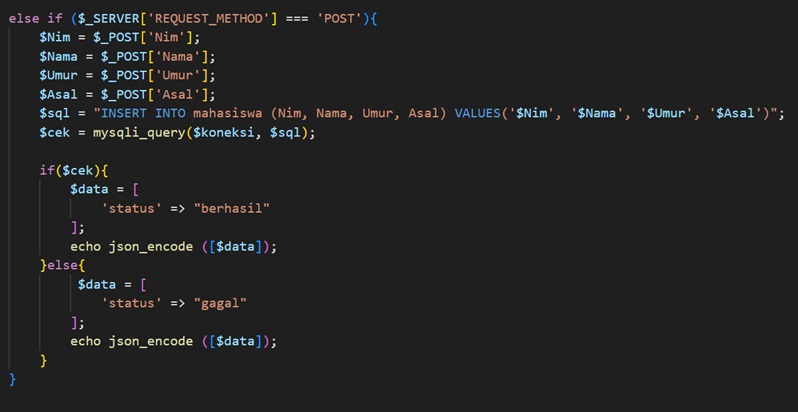 else if ($_SERVER['REQUEST_METHOD'] === 'POST'){
    $Nim = $_POST['Nim'];
    $Nama = $_POST['Nama'];
    $Umur = $_POST['Umur'];
    $Asal = $_POST['Asal'];
    $sql = "INSERT INTO mahasiswa (Nim, Nama, Umur, Asal) VALUES('$Nim', '$Nama', '$Umur', '$Asal')";
    $cek = mysqli_query($koneksi, $sql);

    if($cek){
        $data = [
            'status' => "berhasil"
        ];
        echo json_encode ([$data]);
    }else{
         $data = [
            'status' => "gagal"
        ];
        echo json_encode ([$data]);
    }
}